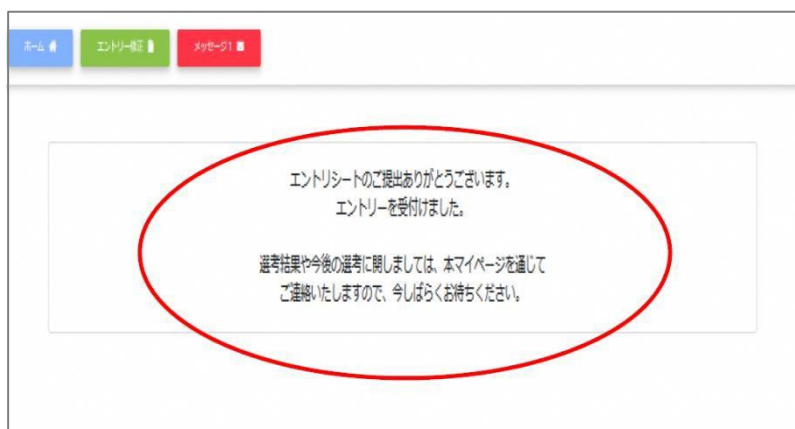 ホーム
エントリー修正
メッセージ1
エントリシートのご提出ありがとうございます。
エントリーを受付けました。
選考結果や今後の選考に関しましては、本マイページを通じて
ご連絡いたしますので、今しばらくお待ちください。